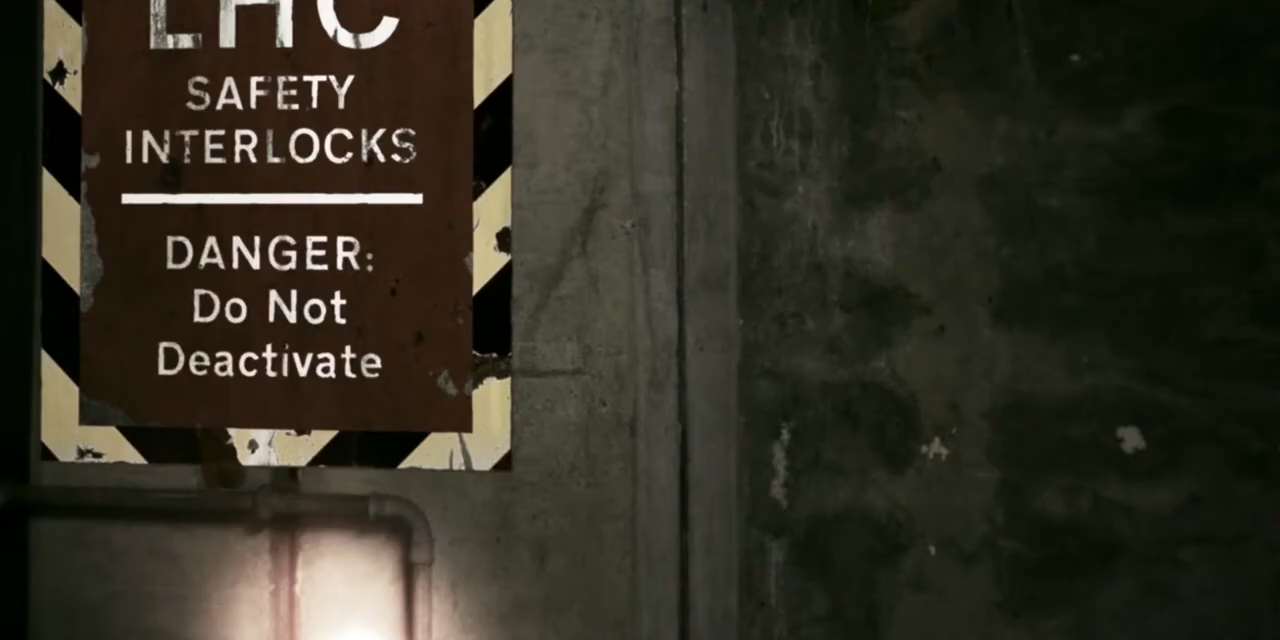 LHC
SAFETY
INTERLOCKS
DANGER:
Do Not
Deactivate